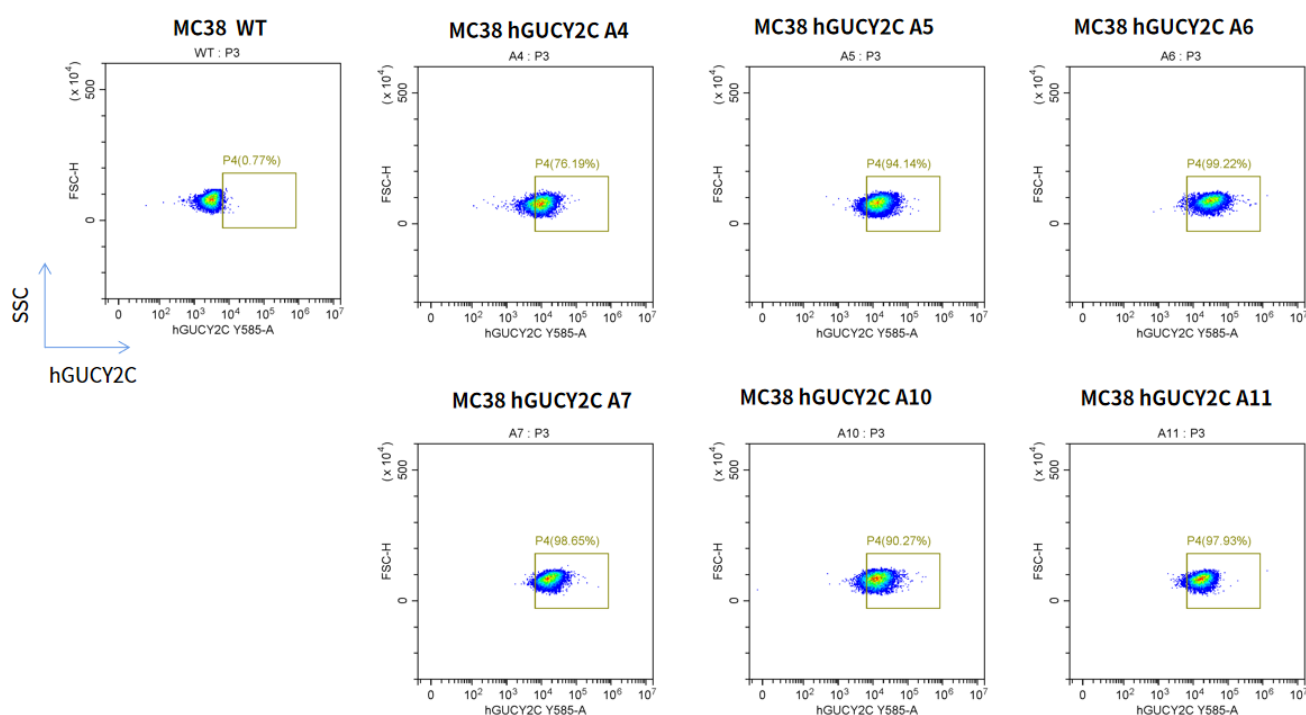 MC38 WT
WT : P3
(x 10⁴)
500
FSC-H
0
P4(0.77%)
0 10² 10³ 10⁴ 10⁵ 10⁶ 10⁷
hGUCY2C Y585-A
MC38 hGUCY2C A4
A4 : P3
(x 10⁴)
500
FSC-H
0
P4(76.19%)
0 10² 10³ 10⁴ 10⁵ 10⁶ 10⁷
hGUCY2C Y585-A
MC38 hGUCY2C A5
A5 : P3
(x 10⁴)
500
FSC-H
0
P4(94.14%)
0 10² 10³ 10⁴ 10⁵ 10⁶ 10⁷
hGUCY2C Y585-A
MC38 hGUCY2C A6
A6 : P3
(x 10⁴)
500
FSC-H
0
P4(99.22%)
0 10² 10³ 10⁴ 10⁵ 10⁶ 10⁷
hGUCY2C Y585-A
SSC
hGUCY2C
MC38 hGUCY2C A7
A7 : P3
(x 10⁴)
500
FSC-H
0
P4(98.65%)
0 10² 10³ 10⁴ 10⁵ 10⁶ 10⁷
hGUCY2C Y585-A
MC38 hGUCY2C A10
A10 : P3
(x 10⁴)
500
FSC-H
0
P4(90.27%)
0 10² 10³ 10⁴ 10⁵ 10⁶ 10⁷
hGUCY2C Y585-A
MC38 hGUCY2C A11
A11 : P3
(x 10⁴)
500
FSC-H
0
P4(97.93%)
0 10² 10³ 10⁴ 10⁵ 10⁶ 10⁷
hGUCY2C Y585-A